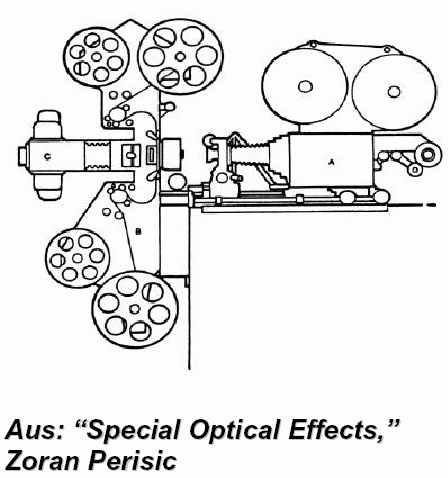 C
A
B
Aus: “Special Optical Effects,”
Zoran Perisic